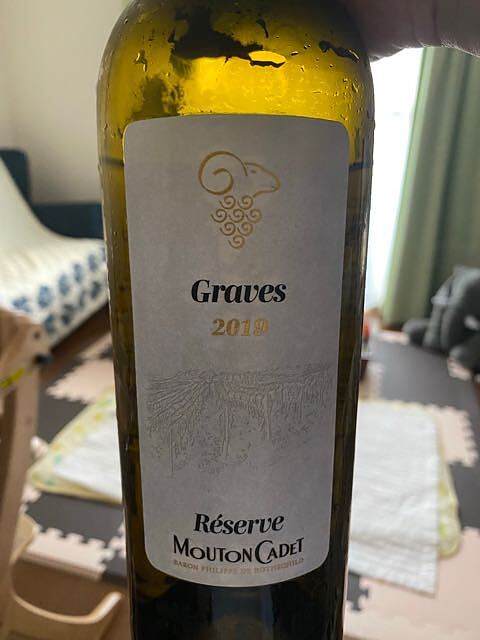 Graves
2019
Réserve
MOUTON CADET
BARON PHILIPPE DE ROTHSCHILD